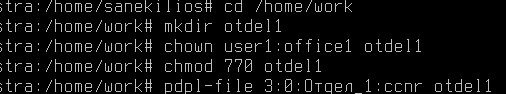 stra:/home/sanekilios# cd /home/work
stra:/home/work# mkdir otdel1
stra:/home/work# chown user1:office1 otdel1
stra:/home/work# chmod 770 otdel1
stra:/home/work# pdpl-file 3:0:Отдел_1:ccnr otdel1